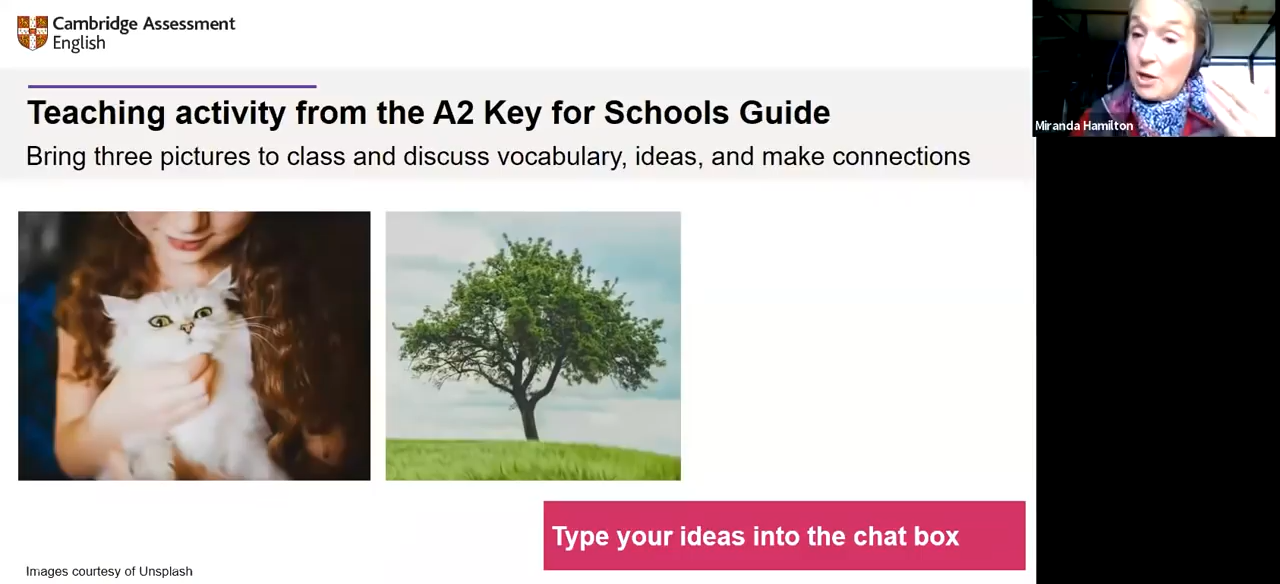 Cambridge Assessment
English
Teaching activity from the A2 Key for Schools Guide
Bring three pictures to class and discuss vocabulary, ideas, and make connections
Miranda Hamilton
Type your ideas into the chat box
Images courtesy of Unsplash